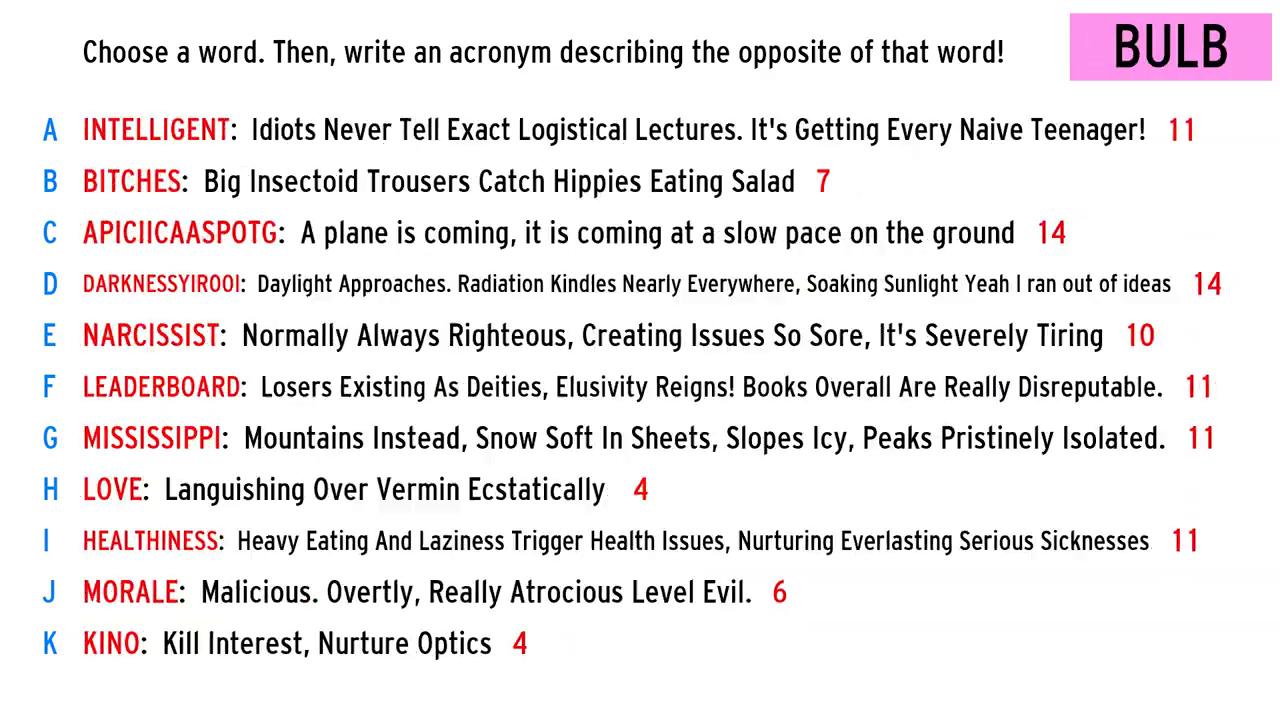 Choose a word. Then, write an acronym describing the opposite of that word!
BULB
A INTELLIGENT: Idiots Never Tell Exact Logistical Lectures. It's Getting Every Naive Teenager! 11
B BITCHES: Big Insectoid Trousers Catch Hippies Eating Salad 7
C APICIICAASPOTG: A plane is coming, it is coming at a slow pace on the ground 14
D DARKNESSYIROOI: Daylight Approaches. Radiation Kindles Nearly Everywhere, Soaking Sunlight Yeah I ran out of ideas 14
E NARCISSIST: Normally Always Righteous, Creating Issues So Sore, It's Severely Tiring 10
F LEADERBOARD: Losers Existing As Deities, Elusivity Reigns! Books Overall Are Really Disreputable. 11
G MISSISSIPPI: Mountains Instead, Snow Soft In Sheets, Slopes Icy, Peaks Pristinely Isolated. 11
H LOVE: Languishing Over Vermin Ecstatically 4
I HEALTHINESS: Heavy Eating And Laziness Trigger Health Issues, Nurturing Everlasting Serious Sicknesses 11
J MORALE: Malicious. Overtly, Really Atrocious Level Evil. 6
K KINO: Kill Interest, Nurture Optics 4